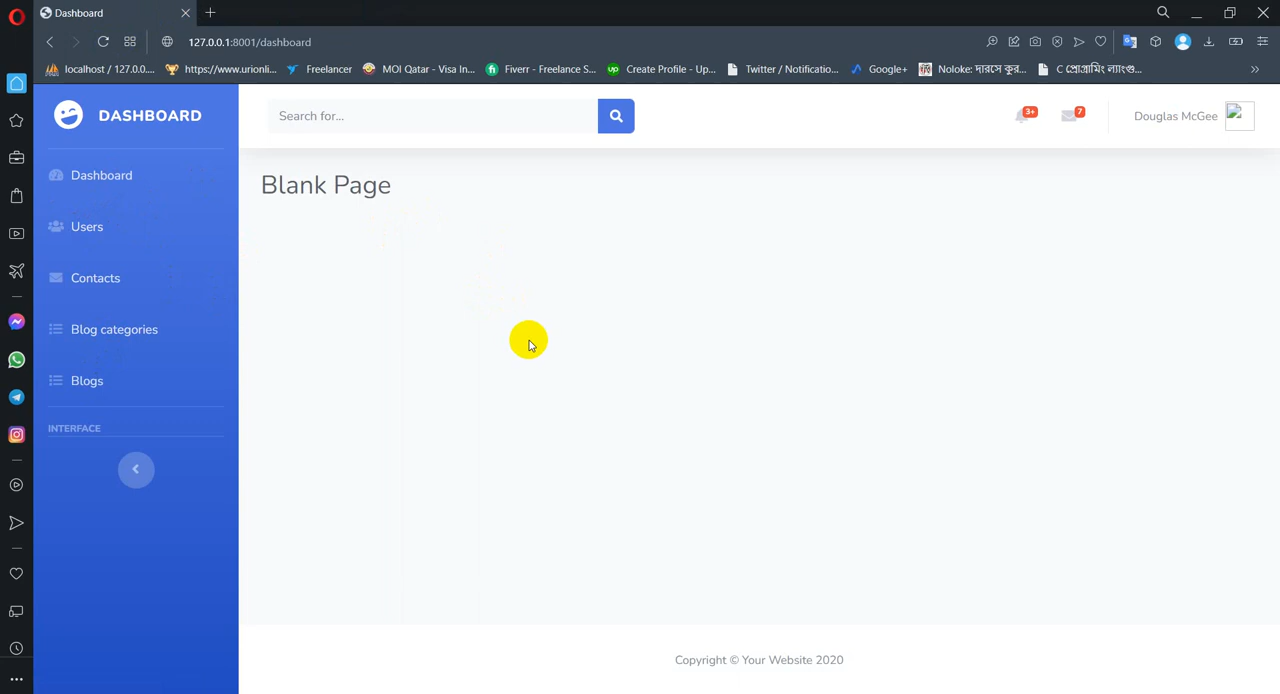 Dashboard
127.0.0.1:8001/dashboard
localhost / 127.0.0....
https://www.urionli...
Freelancer
MOI Qatar - Visa In...
Fiverr - Freelance S...
Create Profile - Up...
Twitter / Notificatio...
Google+
Noloke: দারসে কুর...
C প্রোগ্রামিং ল্যাংগু...
DASHBOARD
Search for...
3+
7
Douglas McGee
Dashboard
Blank Page
Users
Contacts
Blog categories
Blogs
INTERFACE
Copyright © Your Website 2020